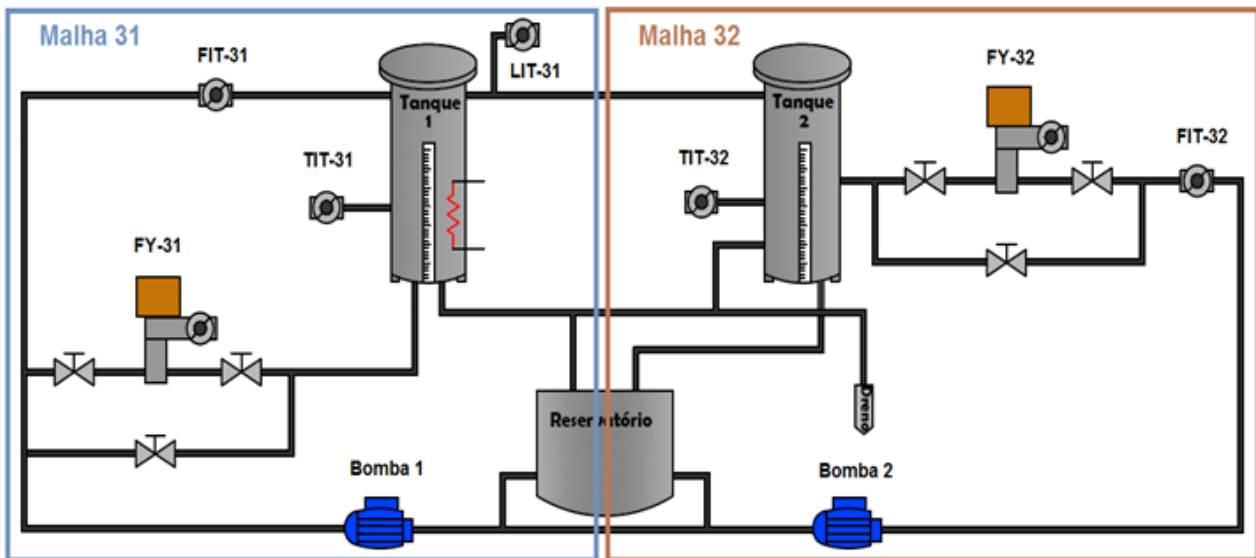 Malha 31
Malha 32
FIT-31
LIT-31
FY-32
Tanque
1
Tanque
2
FIT-32
TIT-31
TIT-32
FY-31
Reservatório
Dreno
Bomba 1
Bomba 2